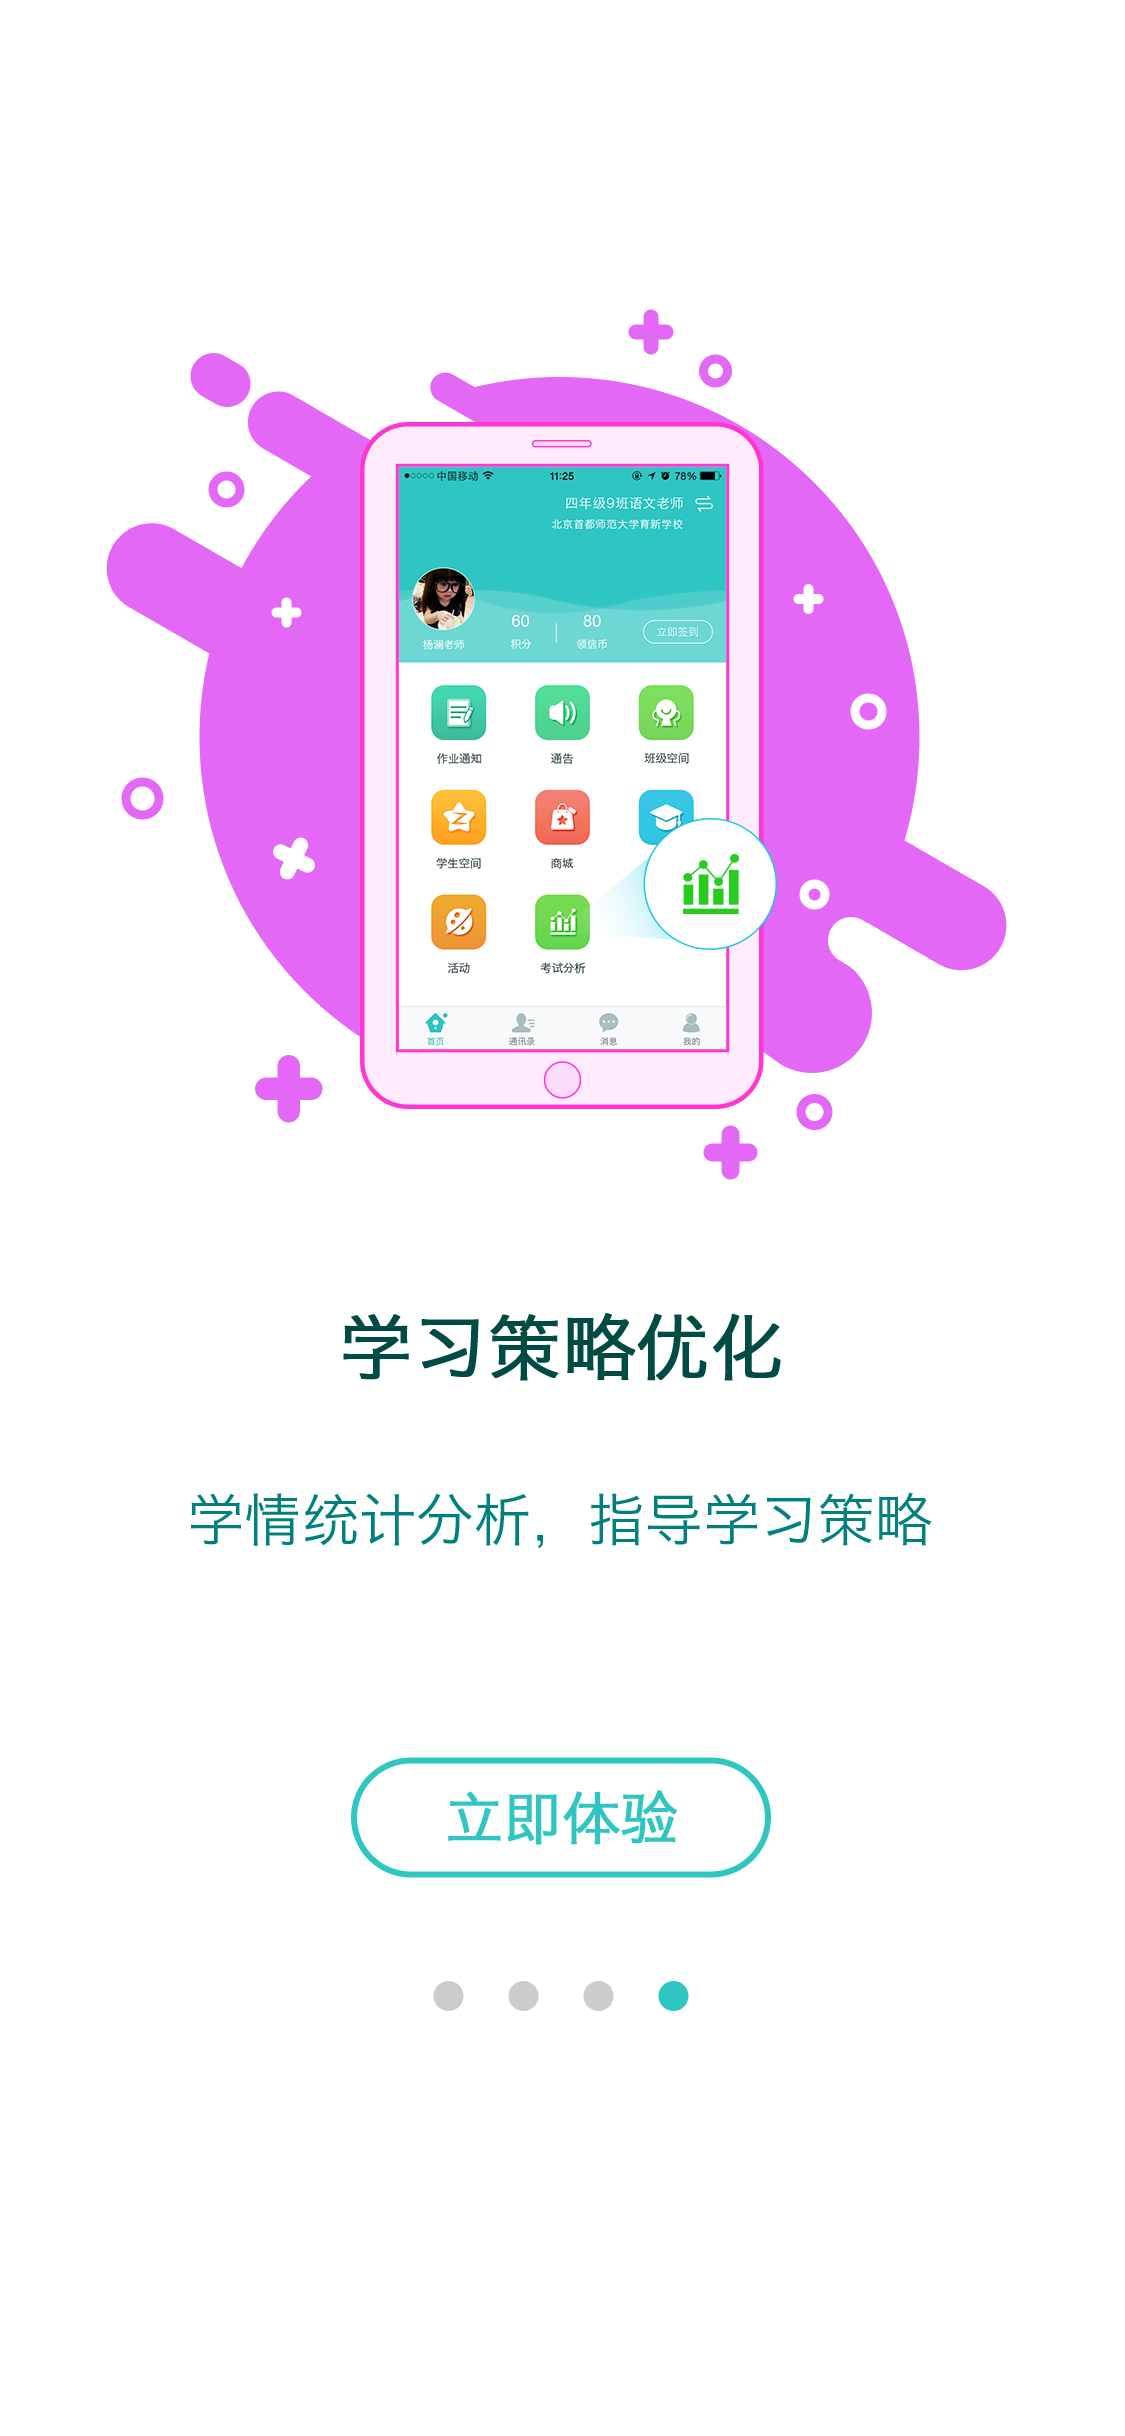 中国移动 11:25 78%
四年级9班语文老师
北京首都师范大学育新学校
60 80
杨澜老师 积分 领信币 立即签到
作业通知 通告 班级空间
学生空间 商城
活动 考试分析
首页 通讯录 消息 我的
学习策略优化
学情统计分析，指导学习策略
立即体验